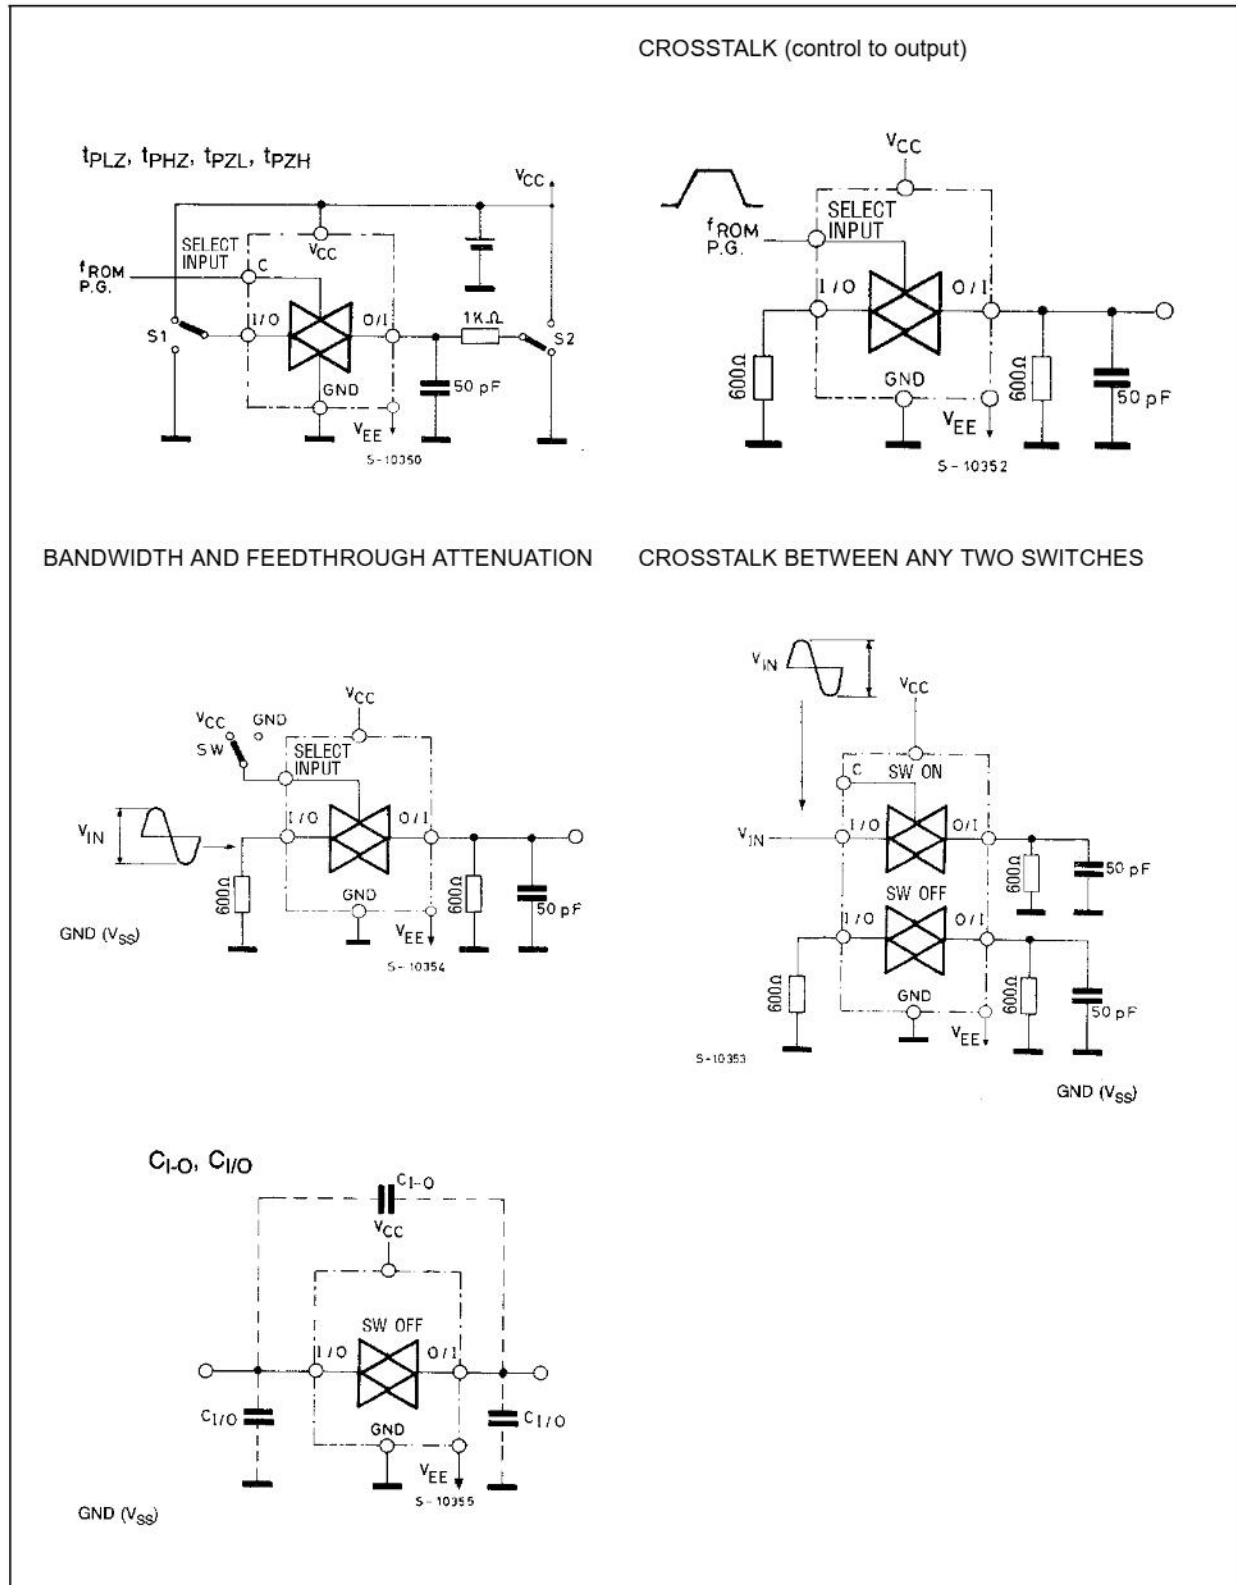 CROSSTALK (control to output)
tPLZ, tPHZ, tPZL, tPZH
VCC
SELECT
INPUT
VCC
fROM
P.G.
C
I/O
O/I
1KΩ
S1
S2
GND
50 pF
VEE
S-10350
VCC
SELECT
INPUT
fROM
P.G.
I/O
O/I
600Ω
GND
600Ω
50 pF
VEE
S-10352
BANDWIDTH AND FEEDTHROUGH ATTENUATION
CROSSTALK BETWEEN ANY TWO SWITCHES
VCC
VCC
GND
SW
SELECT
INPUT
VIN
I/O
O/I
600Ω
GND
600Ω
50 pF
GND (VSS)
VEE
S-10354
VIN
VCC
C
SW ON
VIN
I/O
O/I
600Ω
50 pF
SW OFF
I/O
O/I
600Ω
GND
600Ω
50 pF
VEE
S-10353
GND (VSS)
CI-O, CI/O
CI-O
VCC
SW OFF
I/O
O/I
CI/O
GND
CI/O
VEE
S-10355
GND (VSS)